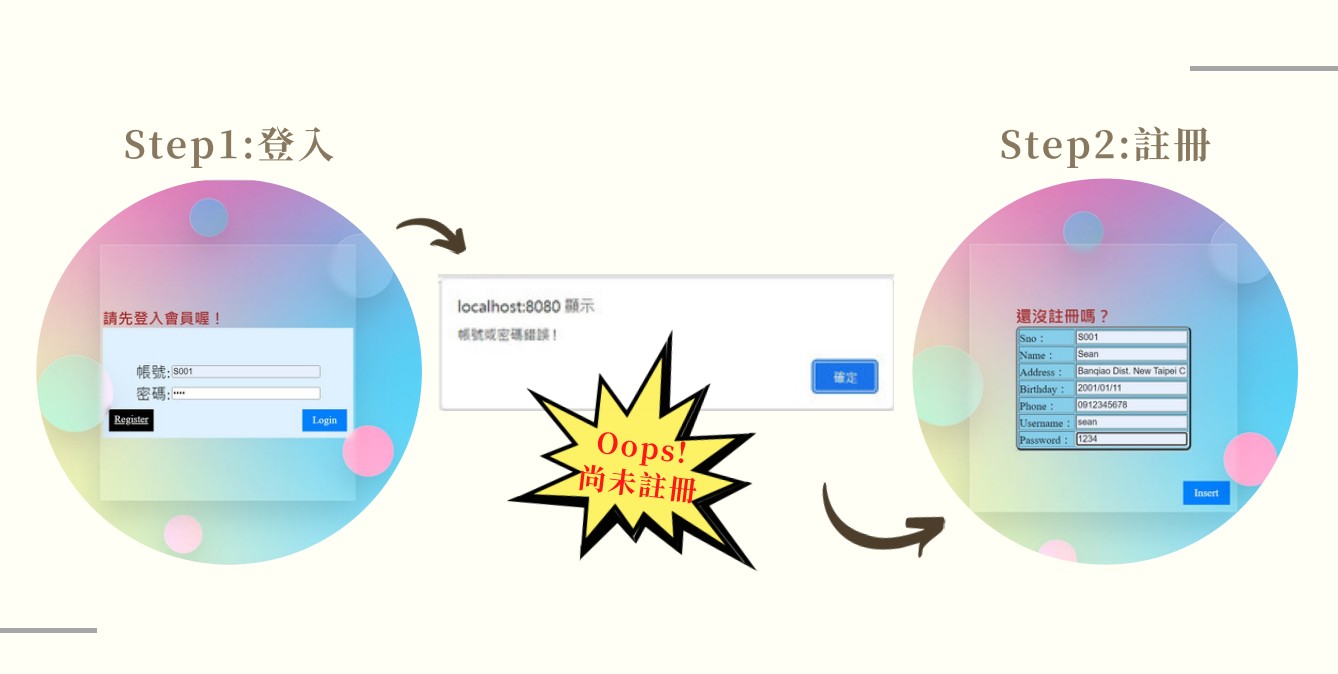 Step1:登入
請先登入會員喔！
帳號:S001
密碼:••••
Register
Login
localhost:8080 顯示
帳號或密碼錯誤！
確定
Oops!
尚未註冊
Step2:註冊
還沒註冊嗎？
Sno： S001
Name： Sean
Address： Banqiao Dist. New Taipei C
Birthday： 2001/01/11
Phone： 0912345678
Username： sean
Password： 1234
Insert